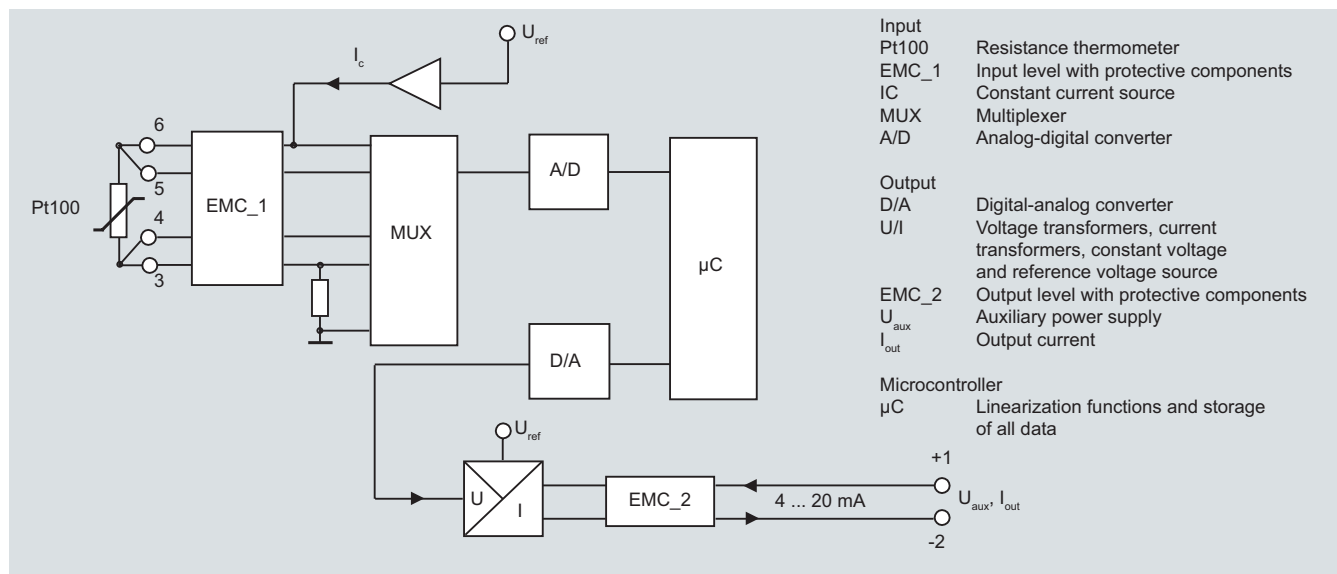 U_ref
I_c
6
5
4
3
Pt100
EMC_1
MUX
A/D
µC
D/A
U_ref
U
I
EMC_2
4 ... 20 mA
+1
U_aux, I_out
-2
Input
Pt100 Resistance thermometer
EMC_1 Input level with protective components
IC Constant current source
MUX Multiplexer
A/D Analog-digital converter
Output
D/A Digital-analog converter
U/I Voltage transformers, current
transformers, constant voltage
and reference voltage source
EMC_2 Output level with protective components
U_aux Auxiliary power supply
I_out Output current
Microcontroller
µC Linearization functions and storage
of all data